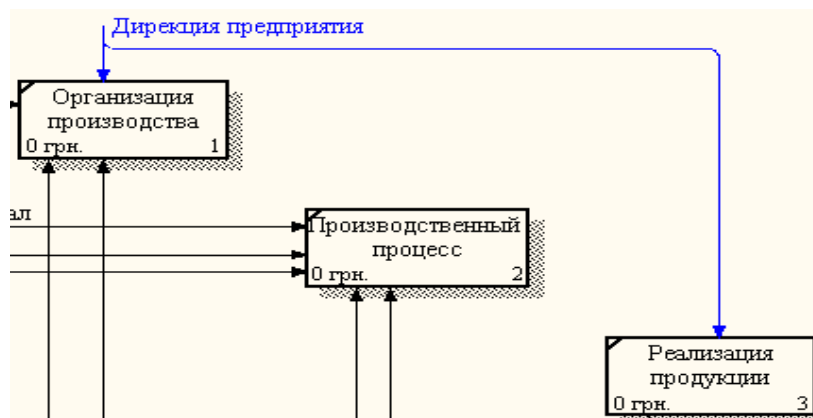 Дирекция предприятия
Организация
производства
0 грн. 1
ал
Производственный
процесс
0 грн. 2
Реализация
продукции
0 грн. 3